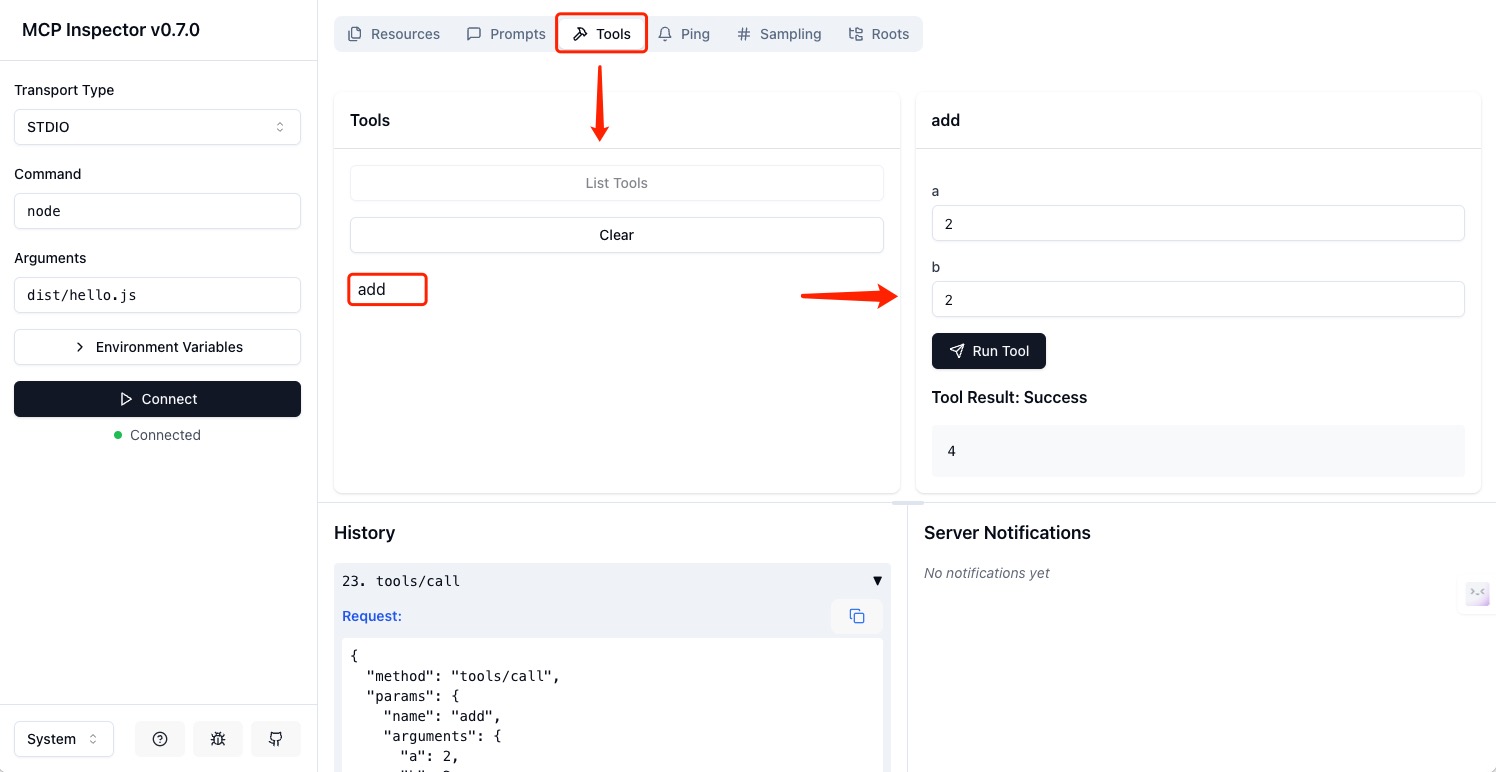 MCP Inspector v0.7.0
Transport Type
STDIO
Command
node
Arguments
dist/hello.js
Environment Variables
Connect
Connected
System
Resources
Prompts
Tools
Ping
Sampling
Roots
Tools
List Tools
Clear
add
add
a
2
b
2
Run Tool
Tool Result: Success
4
History
23. tools/call
Request:
{
"method": "tools/call",
"params": {
"name": "add",
"arguments": {
"a": 2,
Server Notifications
No notifications yet